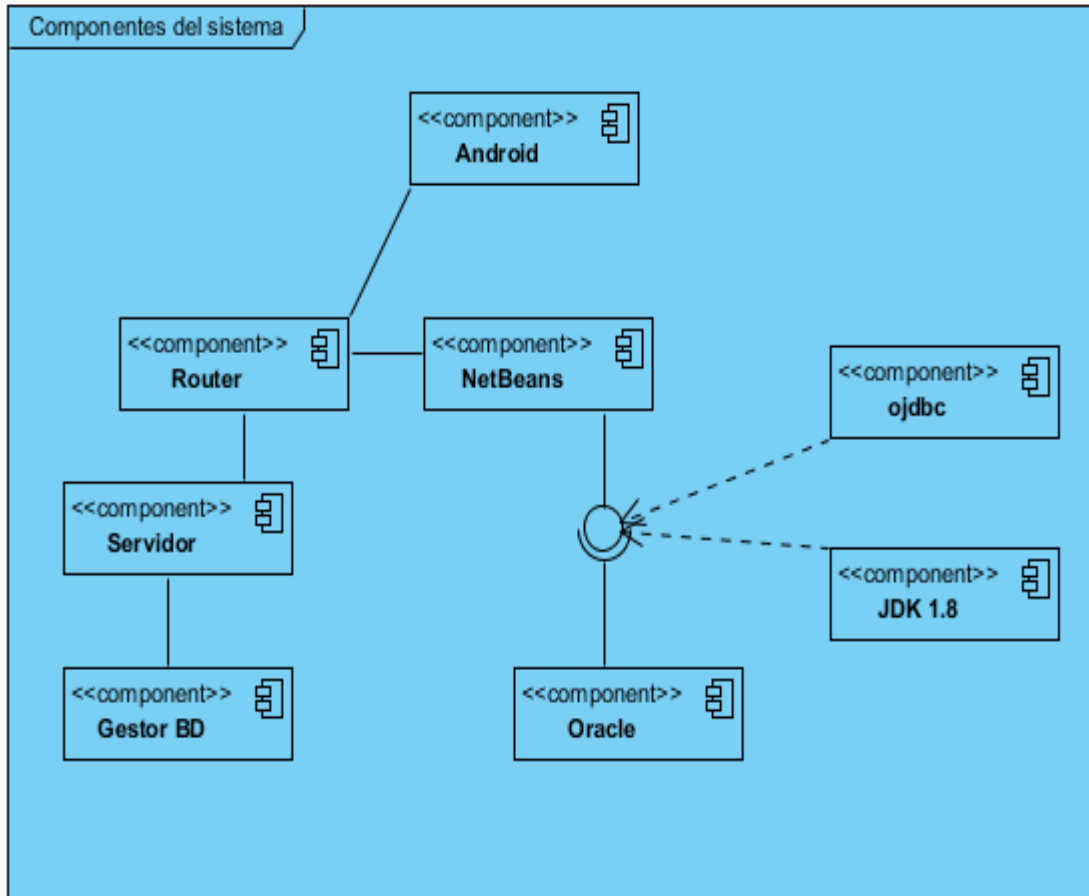 Componentes del sistema
<<component>>
Android
<<component>>
Router
<<component>>
NetBeans
<<component>>
ojdbc
<<component>>
Servidor
<<component>>
JDK 1.8
<<component>>
Gestor BD
<<component>>
Oracle